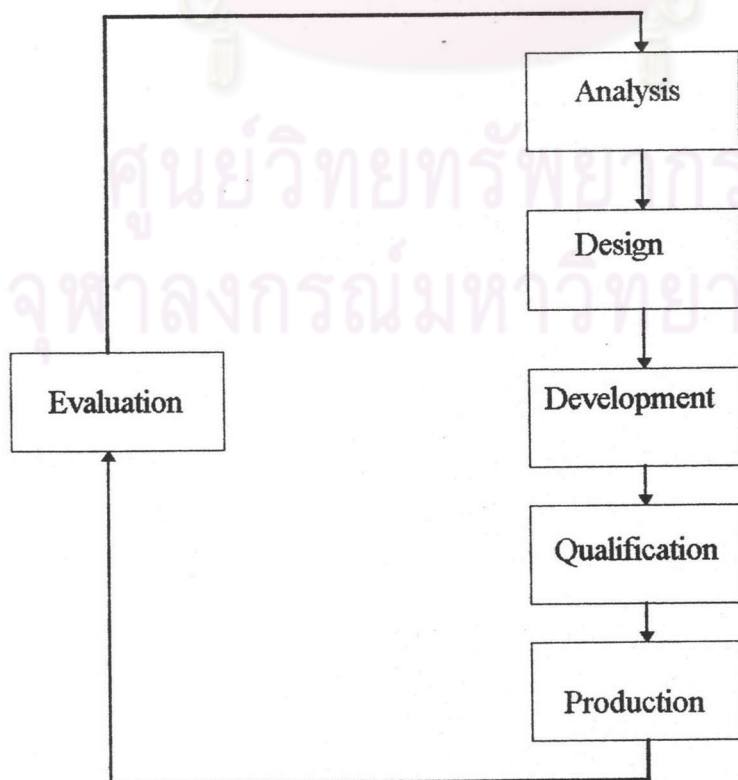 Analysis
ศูนย์วิทยทรัพยากร
Design
จุฬาลงกรณ์มหาวิทยา
Evaluation
Development
Qualification
Production